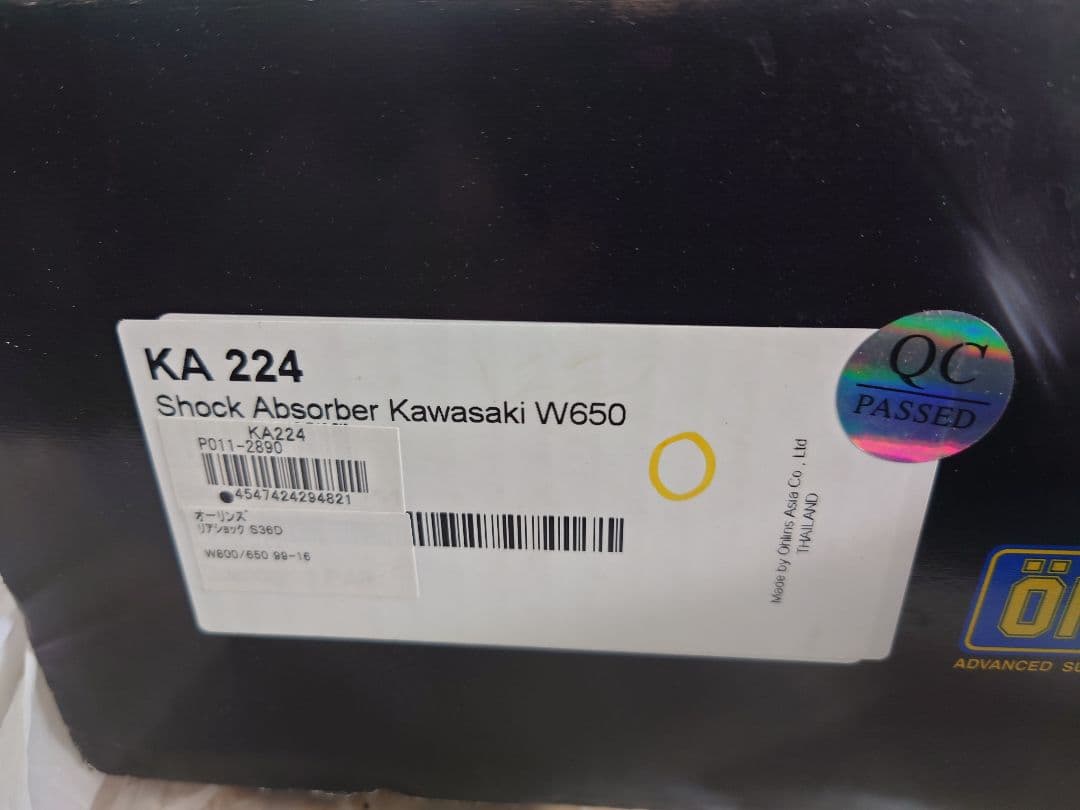 KA 224
Shock Absorber Kawasaki W650
KA224
P011-2890
4547424294821
オーリンズ
リアショック S36D
W800/650 99-16
Made by Ohlins Asia Co., Ltd
THAILAND
QC
PASSED
ADVANCED